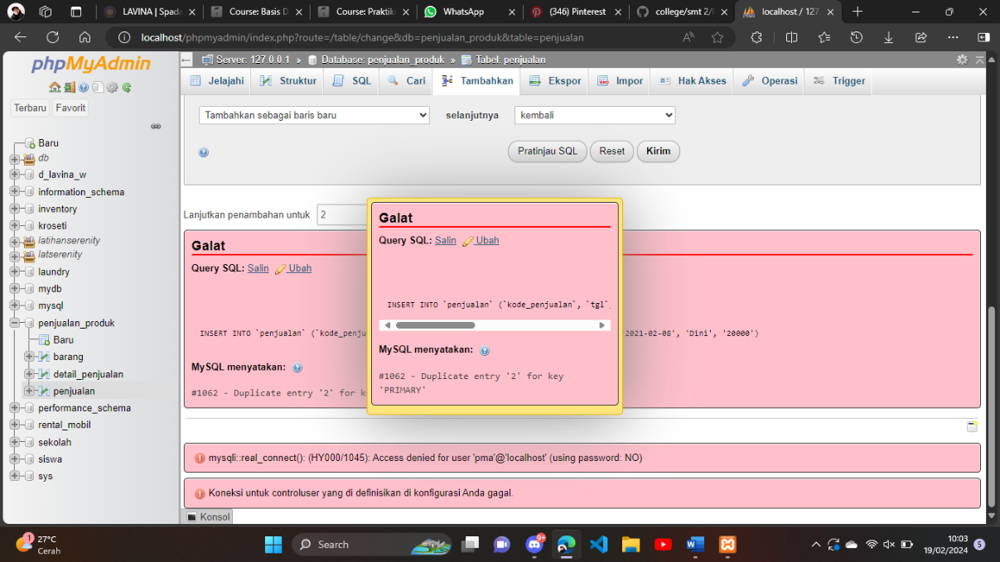 LAVINA | Spada
Course: Basis D
Course: Praktik
WhatsApp
(346) Pinterest
college/smt 2/
localhost / 127
localhost/phpmyadmin/index.php?route=/table/change&db=penjualan_produk&table=penjualan
phpMyAdmin
Terbaru
Favorit
Baru
db
d_lavina_w
information_schema
inventory
kroseti
latihanserenity
latserenity
laundry
mydb
mysql
penjualan_produk
Baru
barang
detail_penjualan
penjualan
performance_schema
rental_mobil
sekolah
siswa
sys
Server: 127.0.0.1 » Database: penjualan_produk » Tabel: penjualan
Jelajahi
Struktur
SQL
Cari
Tambahkan
Ekspor
Impor
Hak Akses
Operasi
Trigger
Tambahkan sebagai baris baru
selanjutnya
kembali
Pratinjau SQL
Reset
Kirim
Lanjutkan penambahan untuk 2
Galat
Query SQL: Salin Ubah
INSERT INTO `penjualan` (`kode_penju
'2021-02-08', 'Dini', '20000')
MySQL menyatakan:
#1062 - Duplicate entry '2' for ke
Galat
Query SQL: Salin Ubah
INSERT INTO `penjualan` (`kode_penjualan`, `tgl`,
MySQL menyatakan:
#1062 - Duplicate entry '2' for key
'PRIMARY'
mysqli::real_connect(): (HY000/1045): Access denied for user 'pma'@'localhost' (using password: NO)
Koneksi untuk controluser yang di definisikan di konfigurasi Anda gagal.
Konsol
1
27°C
Cerah
Search
9+
10:03
19/02/2024
5